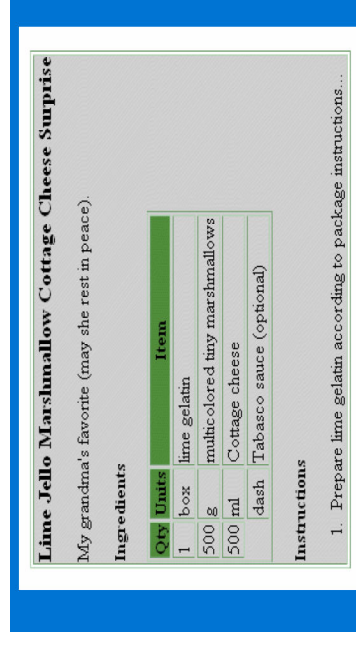 Lime Jello Marshmallow Cottage Cheese Surprise
My grandma's favorite (may she rest in peace).
Ingredients
Qty Units Item
1 box lime gelatin
500 g multicolored tiny marshmallows
500 ml Cottage cheese
dash Tabasco sauce (optional)
Instructions
1. Prepare lime gelatin according to package instructions...